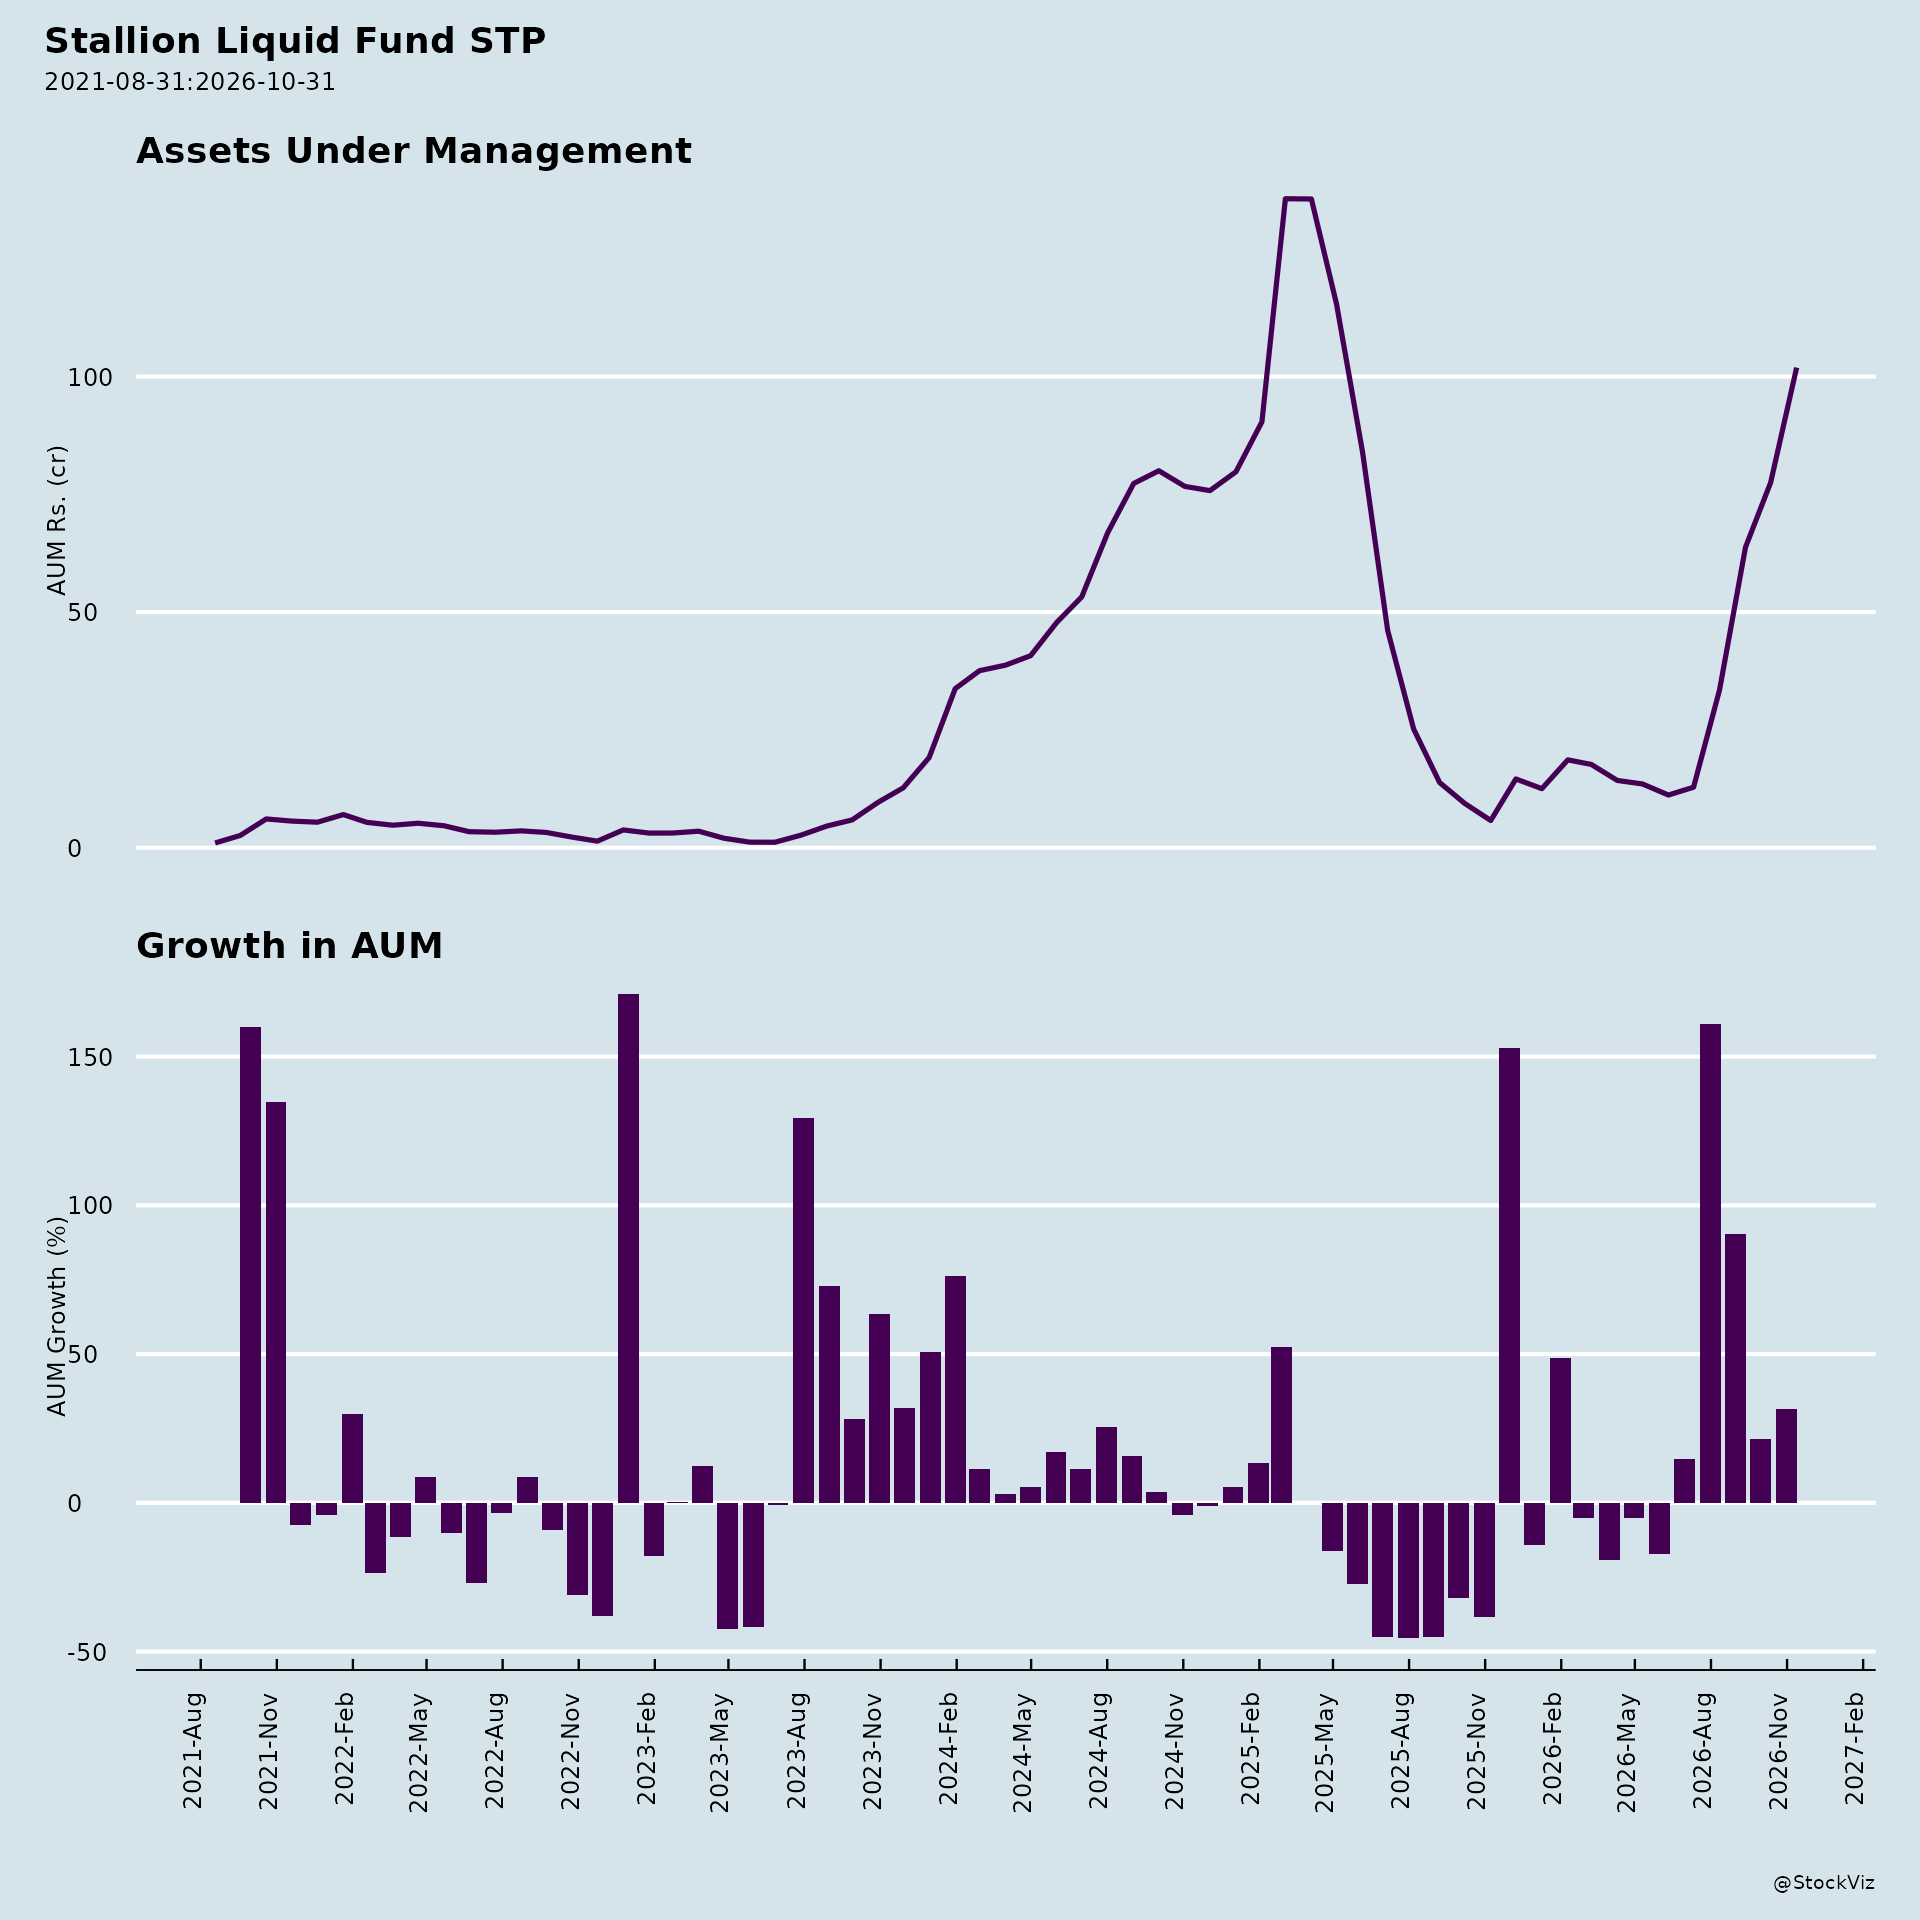 Stallion Liquid Fund STP
2021-08-31:2026-10-31
Assets Under Management
AUM Rs. (cr)
100
50
0
Growth in AUM
AUM Growth (%)
150
100
50
0
-50
2021-Aug
2021-Nov
2022-Feb
2022-May
2022-Aug
2022-Nov
2023-Feb
2023-May
2023-Aug
2023-Nov
2024-Feb
2024-May
2024-Aug
2024-Nov
2025-Feb
2025-May
2025-Aug
2025-Nov
2026-Feb
2026-May
2026-Aug
2026-Nov
2027-Feb
@StockViz